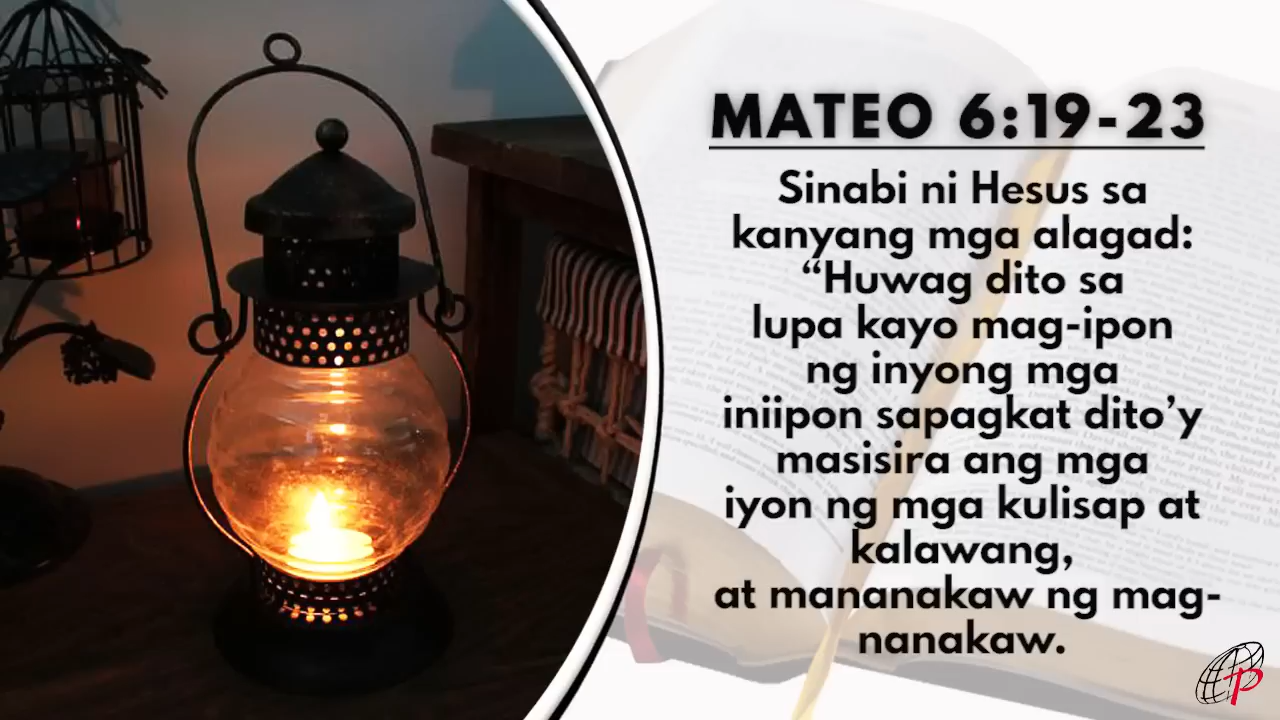 MATEO 6:19-23
Sinabi ni Hesus sa
kanyang mga alagad:
“Huwag dito sa
lupa kayo mag-ipon
ng inyong mga
iniipon sapagkat dito’y
masisira ang mga
iyon ng mga kulisap at
kalawang,
at mananakaw ng mag-
nanakaw.